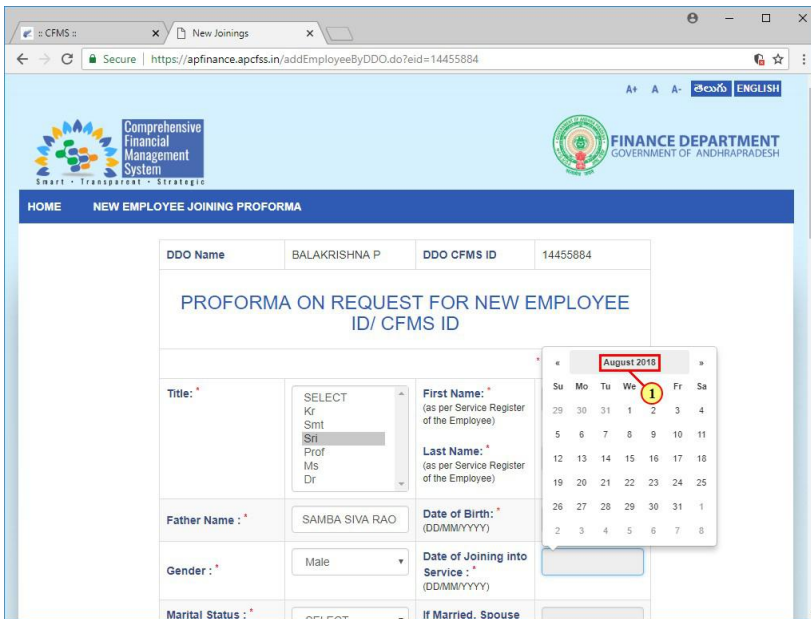 :: CFMS ::
New Joinings
Secure | https://apfinance.apcfss.in/addEmployeeByDDO.do?eid=14455884
A+ A A- తెలుగు ENGLISH
Comprehensive
Financial
Management
System
Smart • Transparent • Strategic
FINANCE DEPARTMENT
GOVERNMENT OF ANDHRAPRADESH
HOME NEW EMPLOYEE JOINING PROFORMA
DDO Name BALAKRISHNA P DDO CFMS ID 14455884
PROFORMA ON REQUEST FOR NEW EMPLOYEE
ID/ CFMS ID
*
« August 2018 »
Su Mo Tu We 1 Fr Sa
29 30 31 1 2 3 4
5 6 7 8 9 10 11
12 13 14 15 16 17 18
19 20 21 22 23 24 25
26 27 28 29 30 31 1
2 3 4 5 6 7 8
Title: *
SELECT
Kr
Smt
Sri
Prof
Ms
Dr
First Name: *
(as per Service Register
of the Employee)
Last Name: *
(as per Service Register
of the Employee)
Father Name : * SAMBA SIVA RAO
Date of Birth: *
(DD/MM/YYYY)
Gender : * Male
Date of Joining into
Service : *
(DD/MM/YYYY)
Marital Status : * SELECT
If Married, Spouse